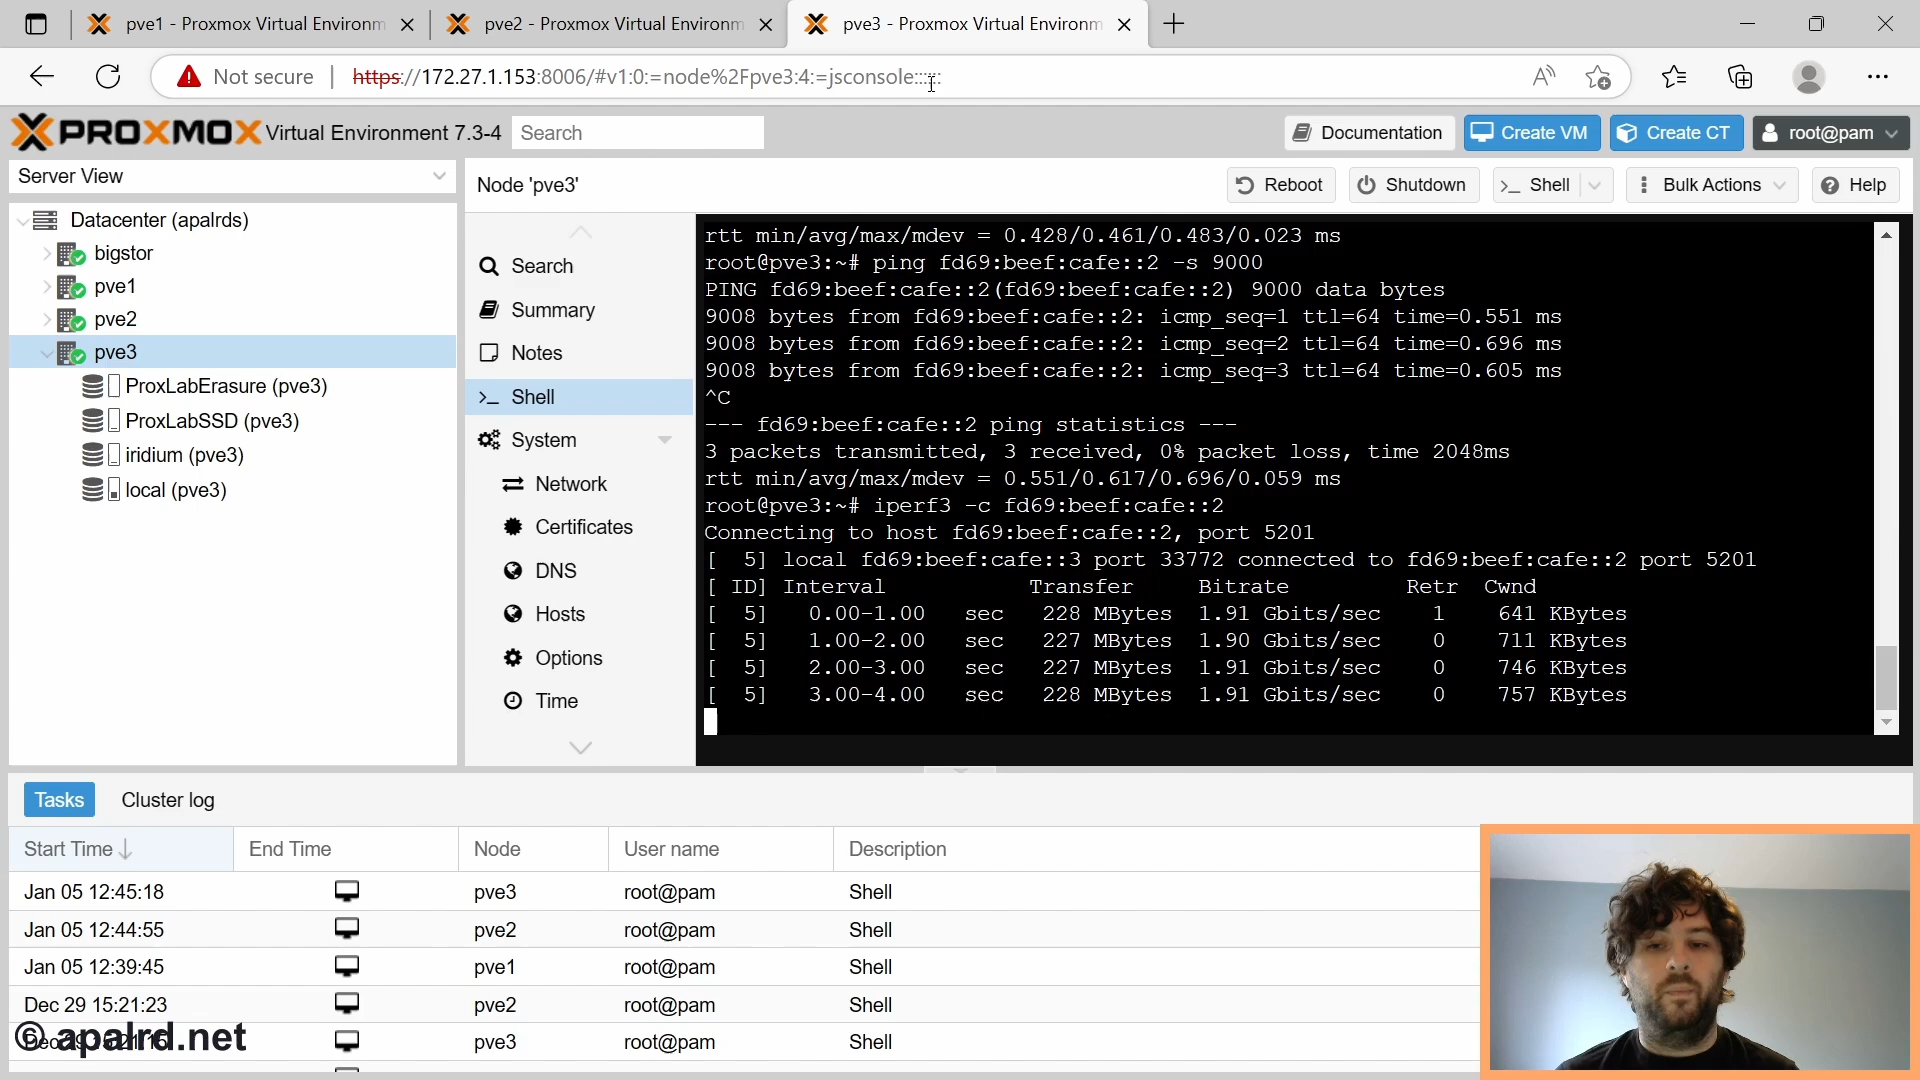 pve1 - Proxmox Virtual Environm
pve2 - Proxmox Virtual Environm
pve3 - Proxmox Virtual Environm
Not secure
https://172.27.1.153:8006/#v1:0:=node%2Fpve3:4:=jsconsole::::::
PROXMOX Virtual Environment 7.3-4
Search
Documentation
Create VM
Create CT
root@pam
Server View
Node 'pve3'
Reboot
Shutdown
Shell
Bulk Actions
Help
Datacenter (apalrds)
bigstor
pve1
pve2
pve3
ProxLabErasure (pve3)
ProxLabSSD (pve3)
iridium (pve3)
local (pve3)
Search
Summary
Notes
Shell
System
Network
Certificates
DNS
Hosts
Options
Time
rtt min/avg/max/mdev = 0.428/0.461/0.483/0.023 ms
root@pve3:~# ping fd69:beef:cafe::2 -s 9000
PING fd69:beef:cafe::2(fd69:beef:cafe::2) 9000 data bytes
9008 bytes from fd69:beef:cafe::2: icmp_seq=1 ttl=64 time=0.551 ms
9008 bytes from fd69:beef:cafe::2: icmp_seq=2 ttl=64 time=0.696 ms
9008 bytes from fd69:beef:cafe::2: icmp_seq=3 ttl=64 time=0.605 ms
^C
--- fd69:beef:cafe::2 ping statistics ---
3 packets transmitted, 3 received, 0% packet loss, time 2048ms
rtt min/avg/max/mdev = 0.551/0.617/0.696/0.059 ms
root@pve3:~# iperf3 -c fd69:beef:cafe::2
Connecting to host fd69:beef:cafe::2, port 5201
[  5] local fd69:beef:cafe::3 port 33772 connected to fd69:beef:cafe::2 port 5201
[ ID] Interval           Transfer     Bitrate         Retr  Cwnd
[  5]   0.00-1.00   sec   228 MBytes  1.91 Gbits/sec    1    641 KBytes
[  5]   1.00-2.00   sec   227 MBytes  1.90 Gbits/sec    0    711 KBytes
[  5]   2.00-3.00   sec   227 MBytes  1.91 Gbits/sec    0    746 KBytes
[  5]   3.00-4.00   sec   228 MBytes  1.91 Gbits/sec    0    757 KBytes
Tasks
Cluster log
Start Time End Time Node User name Description
Jan 05 12:45:18 pve3 root@pam Shell
Jan 05 12:44:55 pve2 root@pam Shell
Jan 05 12:39:45 pve1 root@pam Shell
Dec 29 15:21:23 pve2 root@pam Shell
pve3 root@pam Shell
© apalrd.net